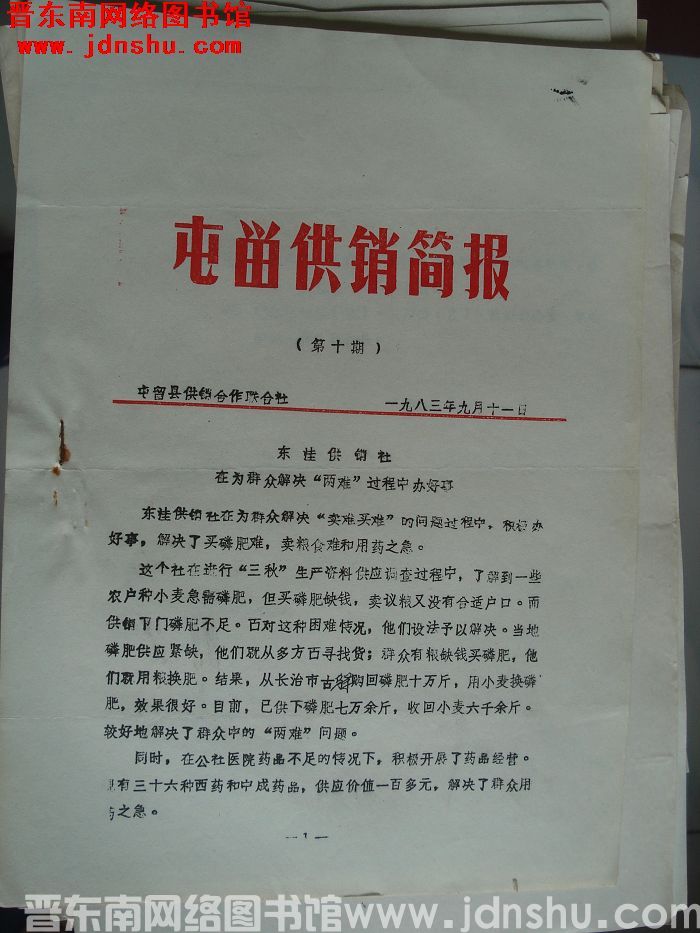 晋东南网络图书馆
www.jdnshu.com
屯畄供销简报
(第十期)
屯留县供销合作联合社 一九八三年九月十一日
东洼供销社
在为群众解决“两难”过程中办好事
东洼供销社在为群众解决“卖难买难”的问题过程中，积极办
好事，解决了买磷肥难，卖粮食难和用药之急。
这个社在进行“三秋”生产资料供应调查过程中，了解到一些
农户种小麦急需磷肥，但买磷肥缺钱，卖议粮又没有合适户口。而
供销下门磷肥不足。面对这种困难情况，他们设法予以解决。当地
磷肥供应紧缺，他们就从多方面寻找货；群众有粮缺钱买磷肥，他
们就用粮换肥。结果，从长治市古 购回磷肥十万斤，用小麦换磷
肥，效果很好。目前，已供下磷肥七万余斤，收回小麦六千余斤。
较好地解决了群众中的“两难”问题。
同时，在公社医院药品不足的情况下，积极开展了药品经营。
现有三十六种西药和中成药品，供应价值一百多元，解决了群众用
药之急。
—1—
晋东南网络图书馆www.jdnshu.com